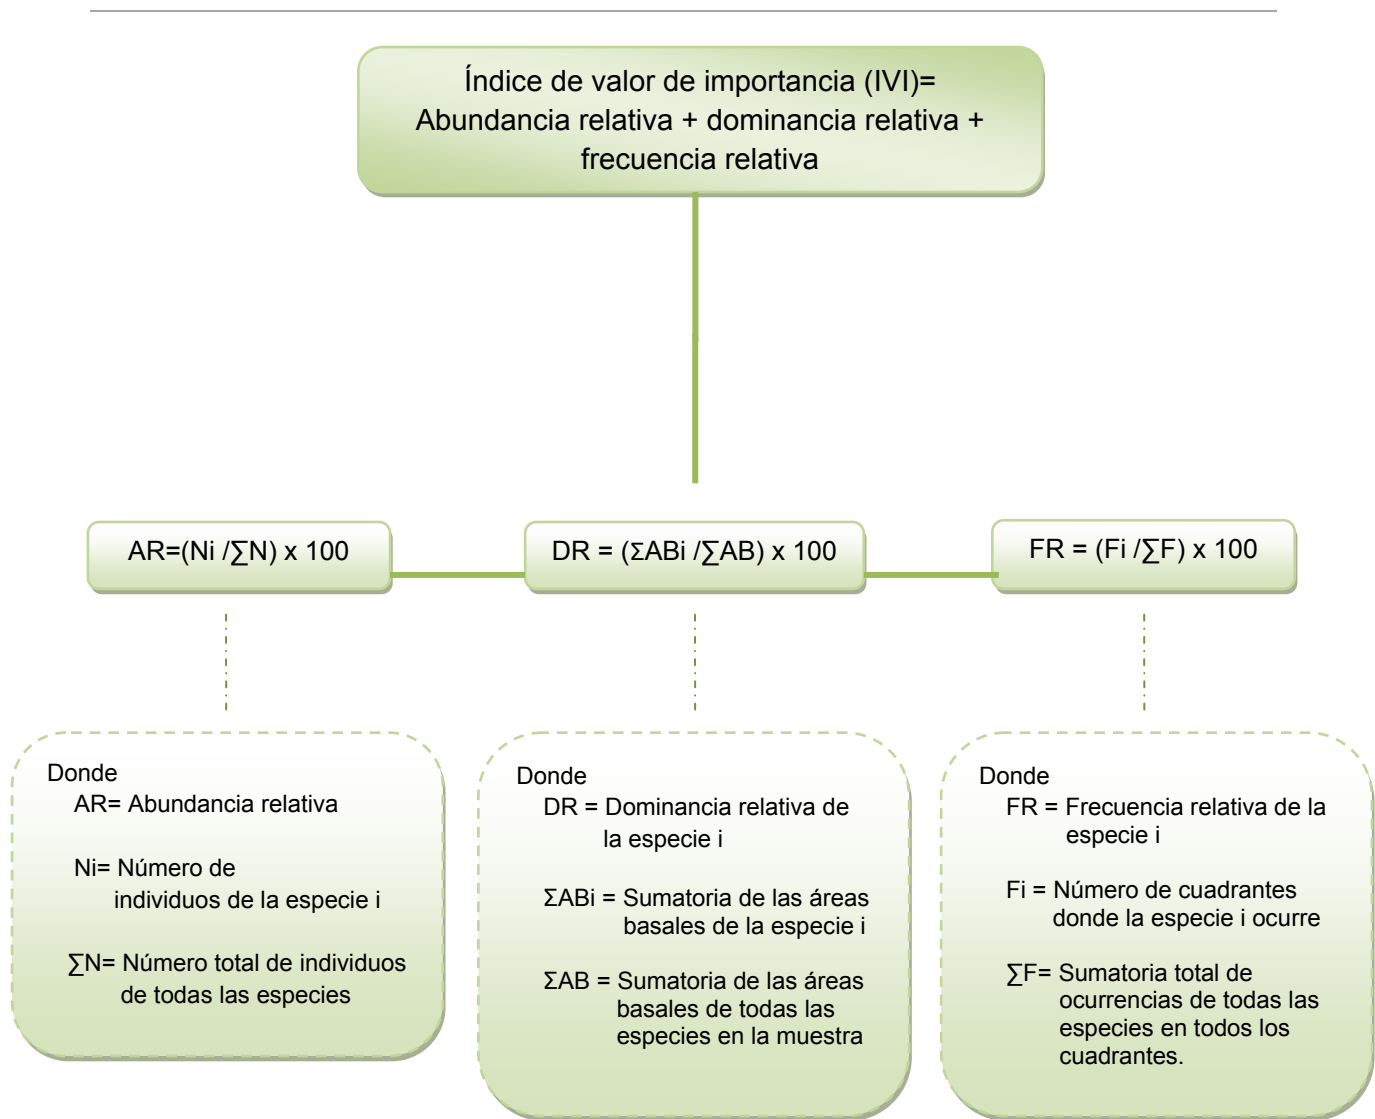 Índice de valor de importancia (IVI)=
Abundancia relativa + dominancia relativa +
frecuencia relativa
AR=(Ni /∑N) x 100
DR = (ΣABi /∑AB) x 100
FR = (Fi /∑F) x 100
Donde
AR= Abundancia relativa
Ni= Número de
individuos de la especie i
∑N= Número total de individuos
de todas las especies
Donde
DR = Dominancia relativa de
la especie i
ΣABi = Sumatoria de las áreas
basales de la especie i
ΣAB = Sumatoria de las áreas
basales de todas las
especies en la muestra
Donde
FR = Frecuencia relativa de la
especie i
Fi = Número de cuadrantes
donde la especie i ocurre
∑F= Sumatoria total de
ocurrencias de todas las
especies en todos los
cuadrantes.